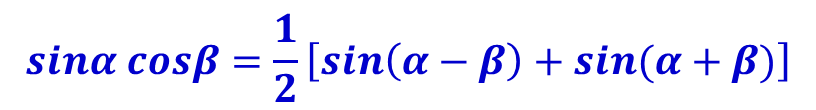 sinα cosβ = 1/2 [sin(α − β) + sin(α + β)]